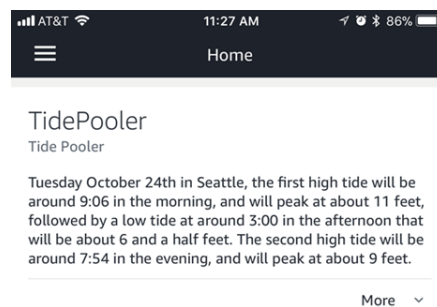 AT&T 11:27 AM 86%
Home
TidePooler
Tide Pooler
Tuesday October 24th in Seattle, the first high tide will be
around 9:06 in the morning, and will peak at about 11 feet,
followed by a low tide at around 3:00 in the afternoon that
will be about 6 and a half feet. The second high tide will be
around 7:54 in the evening, and will peak at about 9 feet.
More